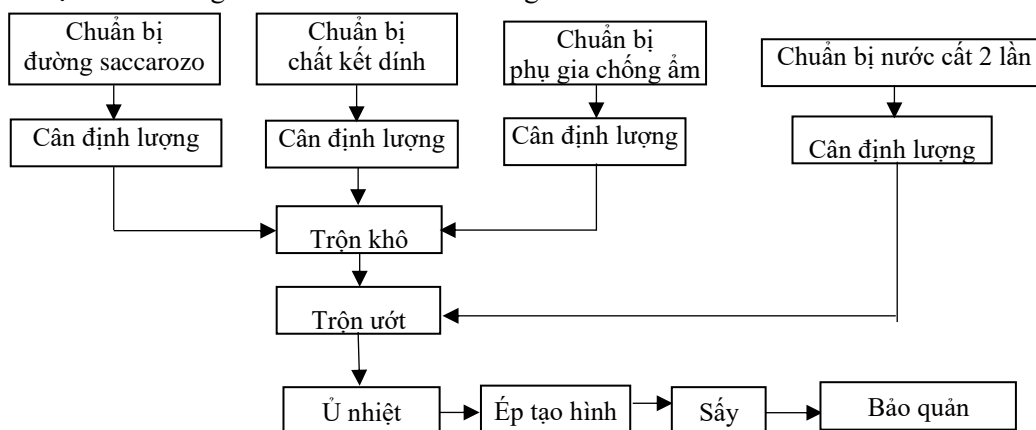 Chuẩn bị
đường saccarozo
Chuẩn bị
chất kết dính
Chuẩn bị
phụ gia chống ẩm
Chuẩn bị nước cất 2 lần
Cân định lượng
Cân định lượng
Cân định lượng
Cân định lượng
Trộn khô
Trộn ướt
Ủ nhiệt
Ép tạo hình
Sấy
Bảo quản